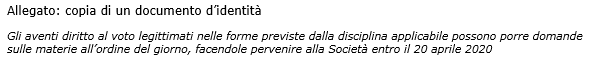 Allegato: copia di un documento d’identità
Gli aventi diritto al voto legittimati nelle forme previste dalla disciplina applicabile possono porre domande
sulle materie all’ordine del giorno, facendole pervenire alla Società entro il 20 aprile 2020